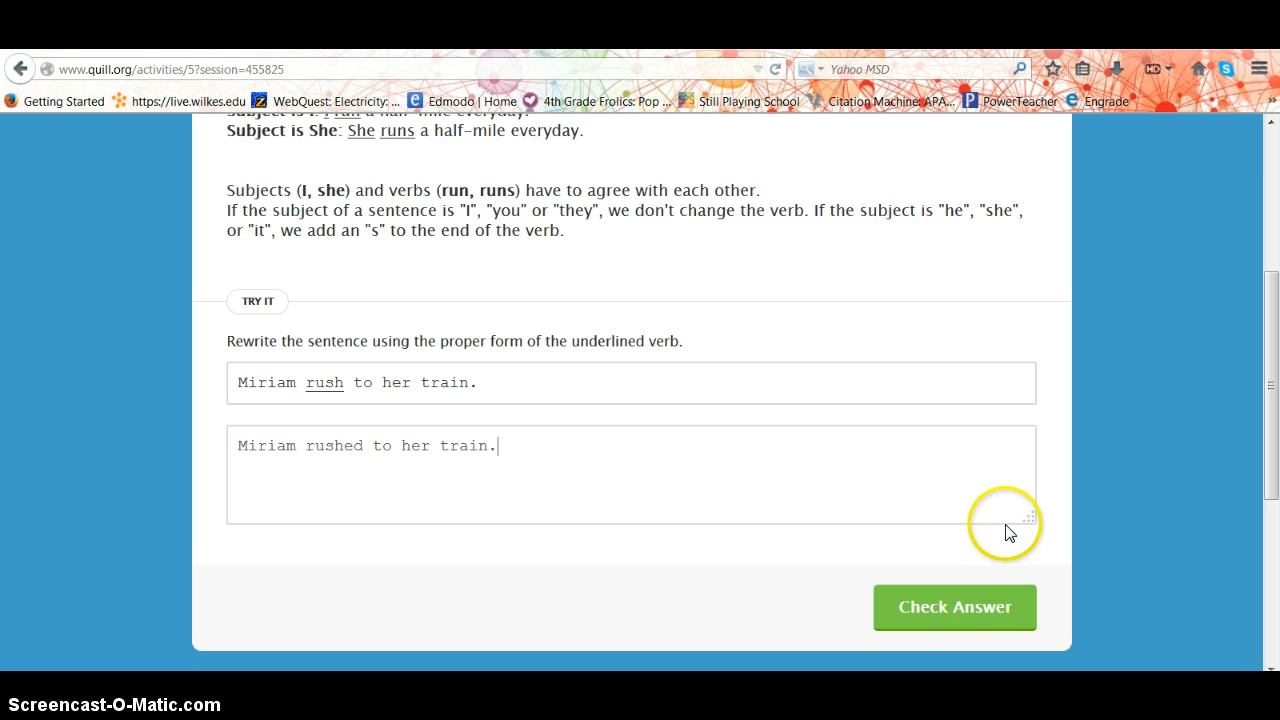 www.quill.org/activities/5?session=455825
Yahoo MSD
HD
Getting Started https://live.wilkes.edu WebQuest: Electricity: ... Edmodo | Home 4th Grade Frolics: Pop ... Still Playing School Citation Machine: APA... PowerTeacher Engrade
Subject is I: I run a half-mile everyday.
Subject is She: She runs a half-mile everyday.
Subjects (I, she) and verbs (run, runs) have to agree with each other.
If the subject of a sentence is "I", "you" or "they", we don't change the verb. If the subject is "he", "she",
or "it", we add an "s" to the end of the verb.
TRY IT
Rewrite the sentence using the proper form of the underlined verb.
Miriam rush to her train.
Miriam rushed to her train.
Check Answer
Screencast-O-Matic.com